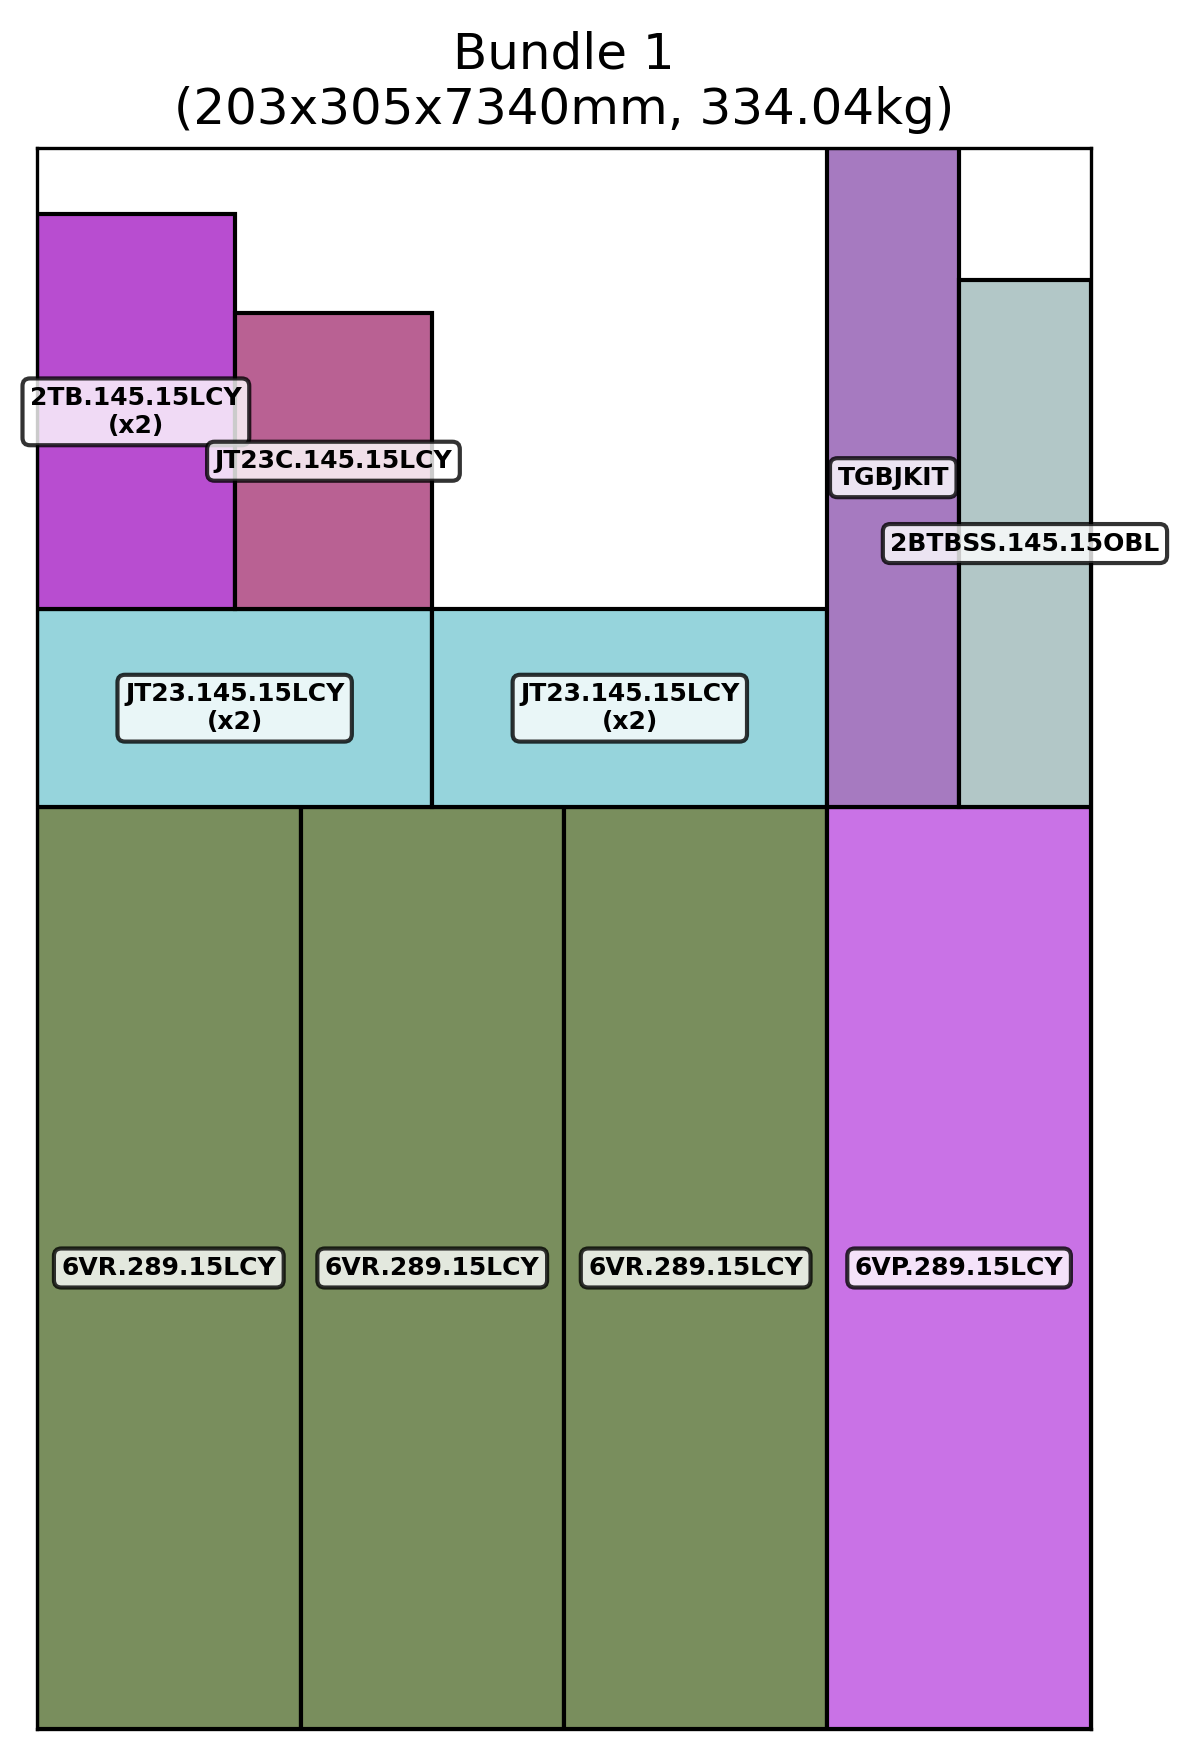 Bundle 1
(203x305x7340mm, 334.04kg)
2TB.145.15LCY
(x2)
JT23C.145.15LCY
TGBJKIT
2BTBSS.145.15OBL
JT23.145.15LCY
(x2)
JT23.145.15LCY
(x2)
6VR.289.15LCY
6VR.289.15LCY
6VR.289.15LCY
6VP.289.15LCY